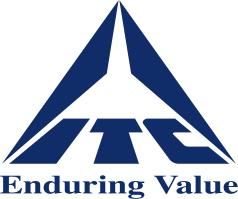 ITC
Enduring Value